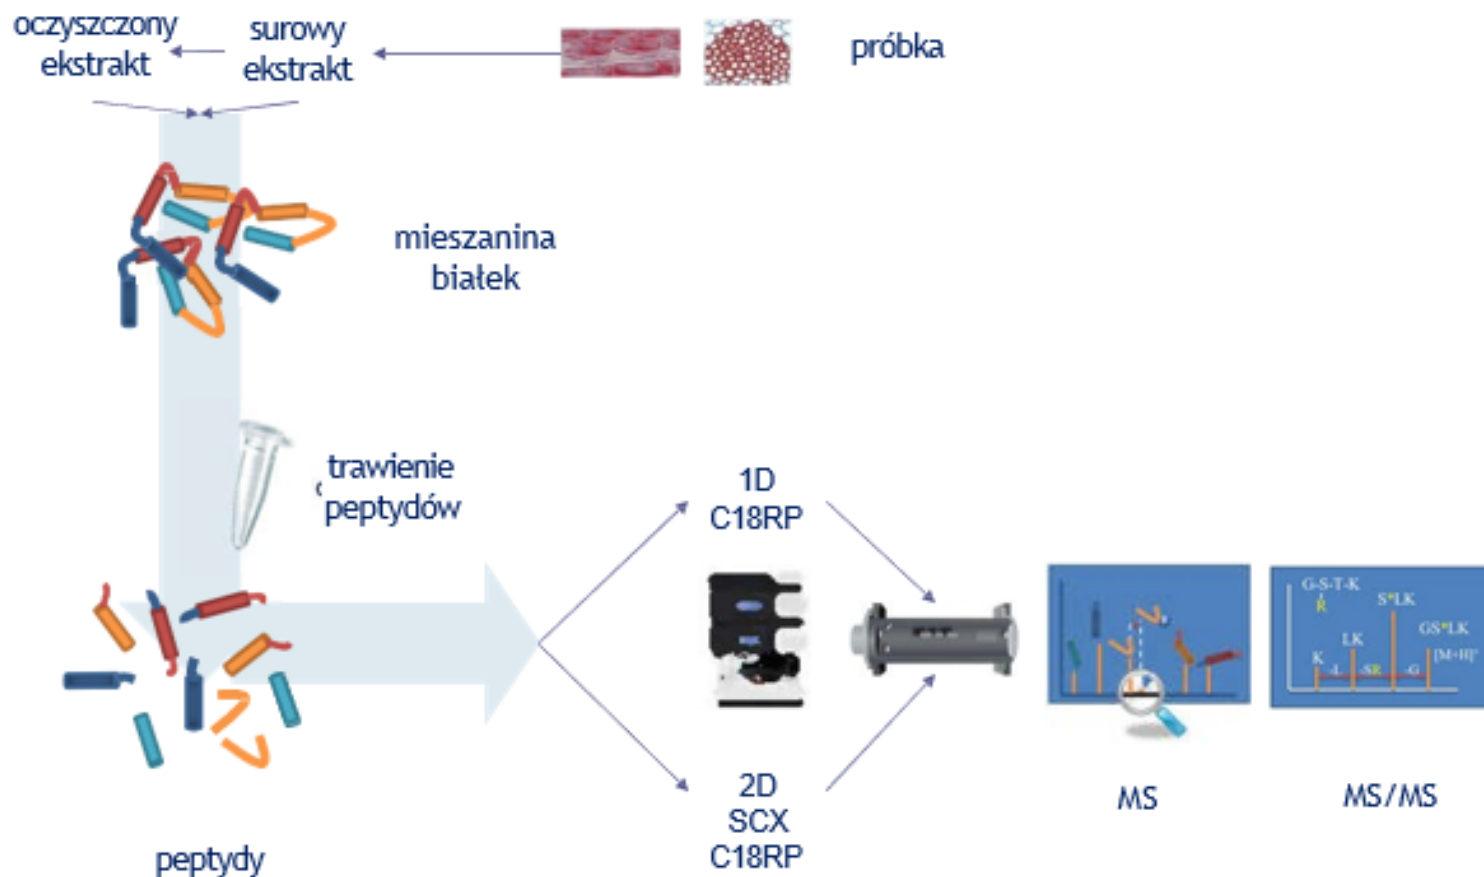 oczyszczony
ekstrakt
surowy
ekstrakt
próbka
mieszanina
białek
trawienie
peptydów
1D
C18RP
2D
SCX
C18RP
peptydy
G-S-T-K
R
K
LK
S*LK
GS*LK
[M+H]⁺
-L
-SR
-G
MS
MS/MS